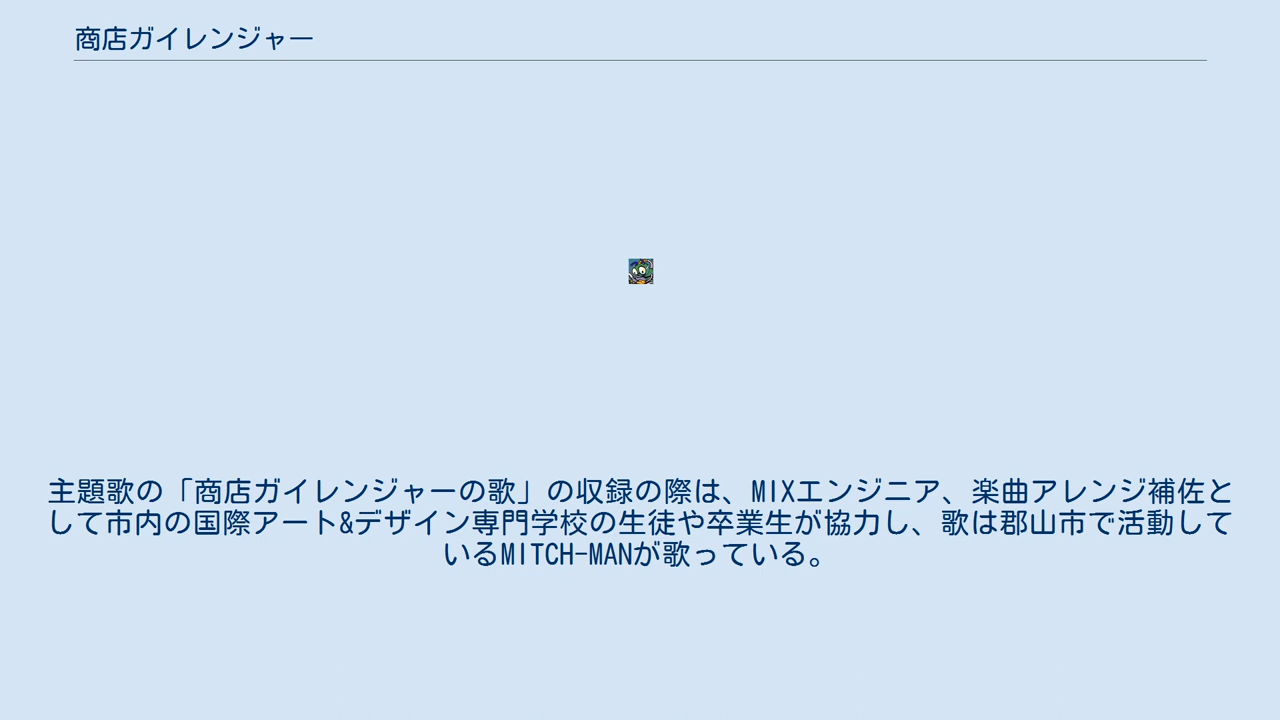 商店ガイレンジャー
主題歌の「商店ガイレンジャーの歌」の収録の際は、MIXエンジニア、楽曲アレンジ補佐と
して市内の国際アート&デザイン専門学校の生徒や卒業生が協力し、歌は郡山市で活動して
いるMITCH-MANが歌っている。